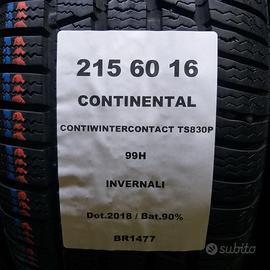 215 60 16
CONTINENTAL
CONTIWINTERCONTACT TS830P
99H
INVERNALI
Dot.2018 / Bat.90%
BR1477
subito